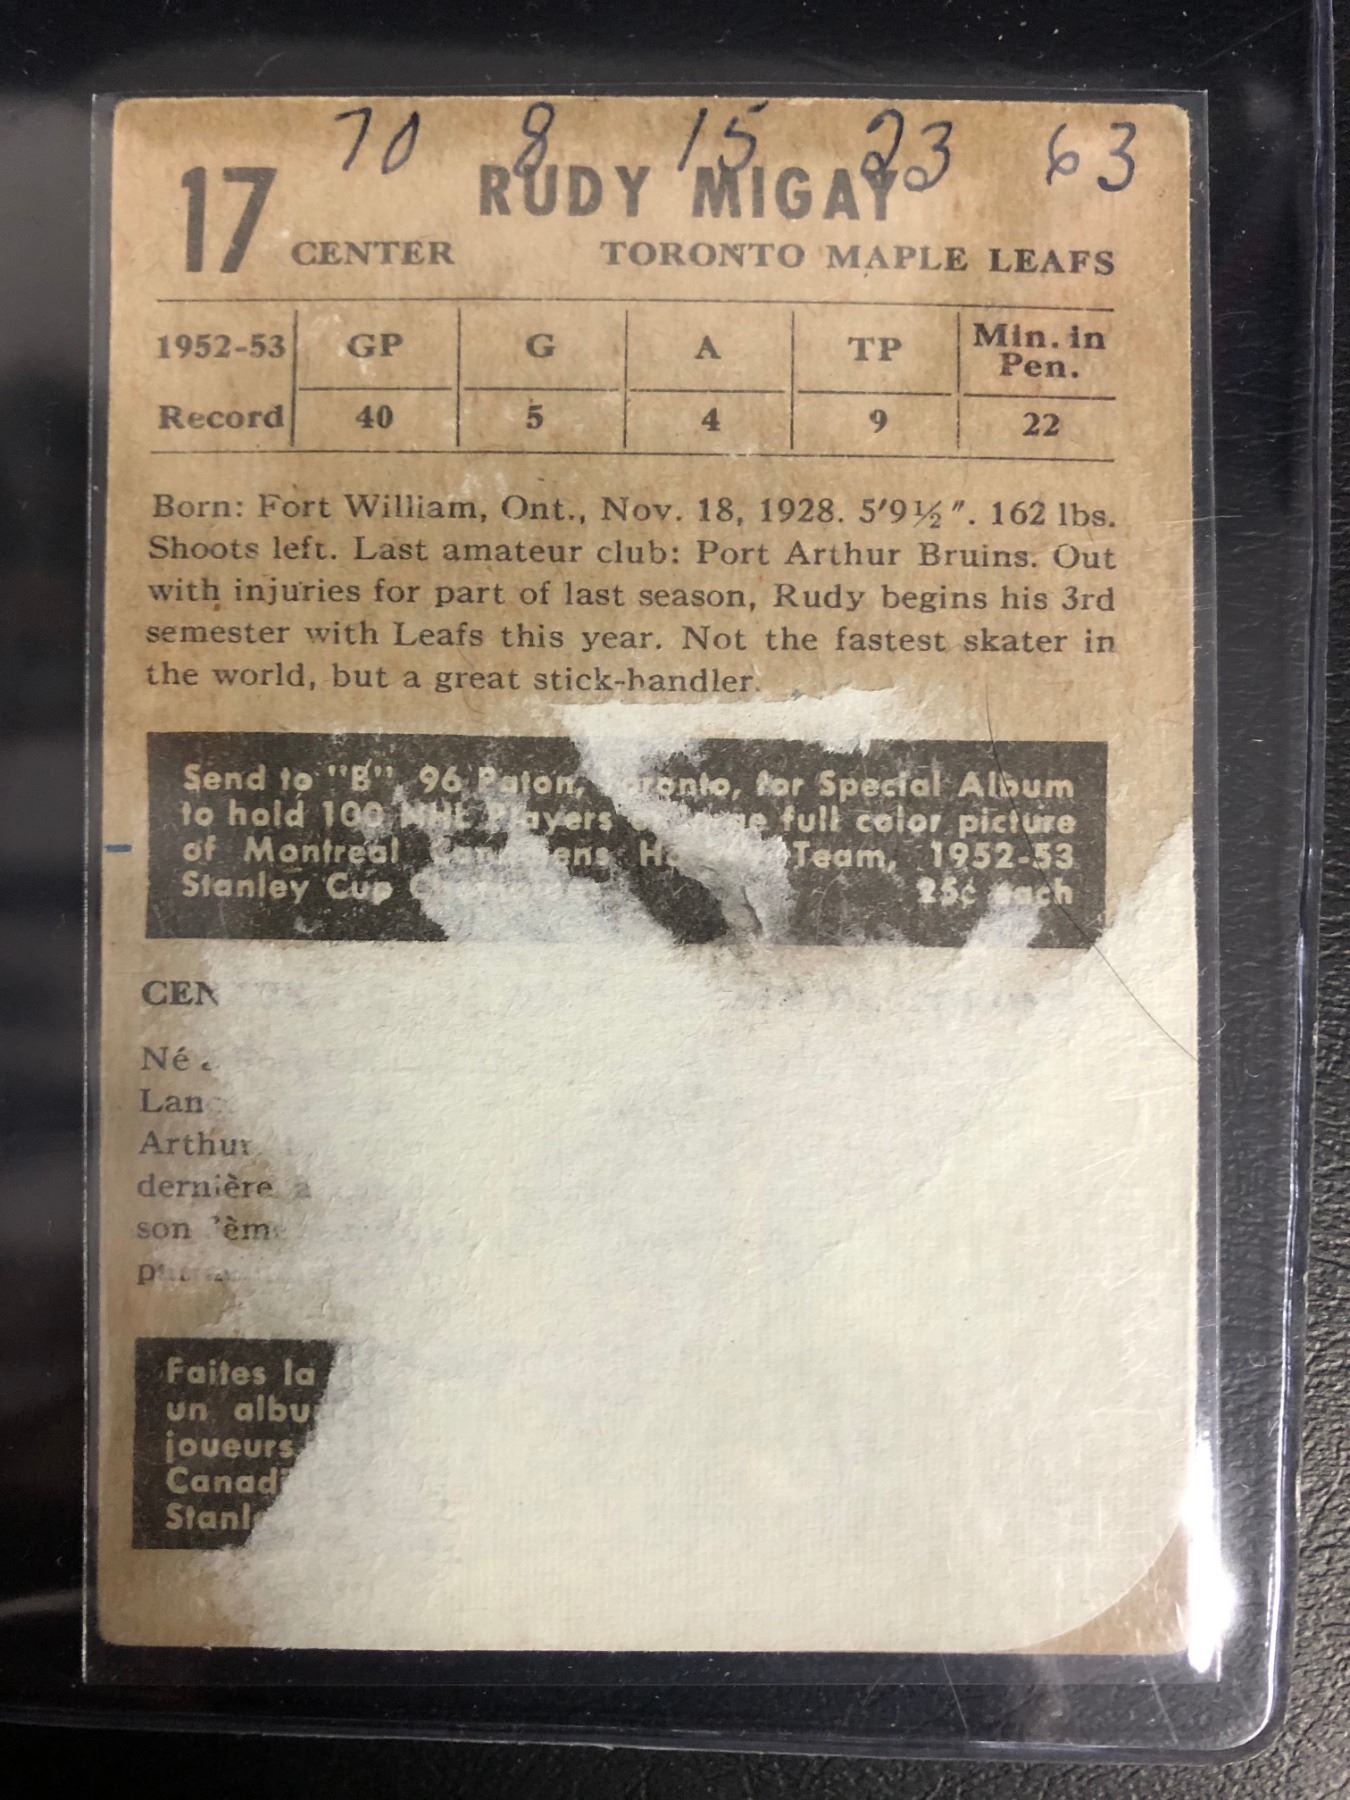 70 8 15 23 63
17 RUDY MIGAY
CENTER TORONTO MAPLE LEAFS
1952-53 GP G A TP Min. in Pen.
Record 40 5 4 9 22
Born: Fort William, Ont., Nov. 18, 1928. 5'9½". 162 lbs.
Shoots left. Last amateur club: Port Arthur Bruins. Out
with injuries for part of last season, Rudy begins his 3rd
semester with Leafs this year. Not the fastest skater in
the world, but a great stick-handler.
Send to "B" 96 Paton, Toronto, for Special Album
to hold 100 NHL Players full color picture
of Montreal Team, 1952-53
Stanley Cup 25¢ each
CEN
Né
Lan
Arthur
dernière a
son ème
Faites la
un albu
joueurs
Canadi
Stanl